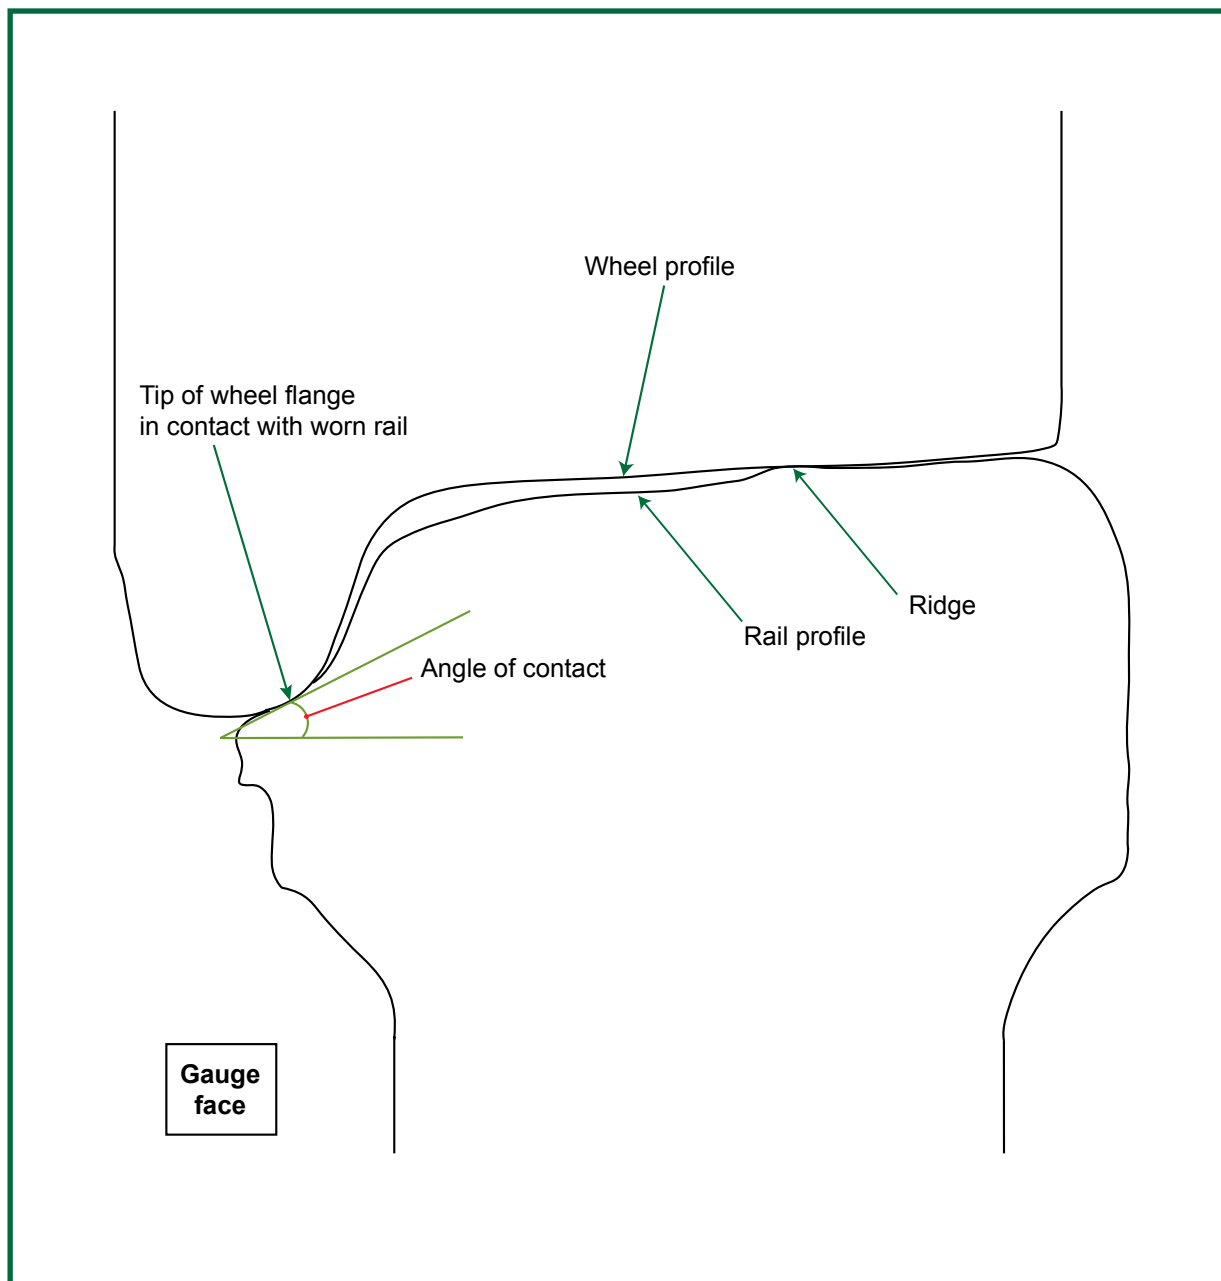 Wheel profile
Tip of wheel flange
in contact with worn rail
Ridge
Rail profile
Angle of contact
Gauge
face